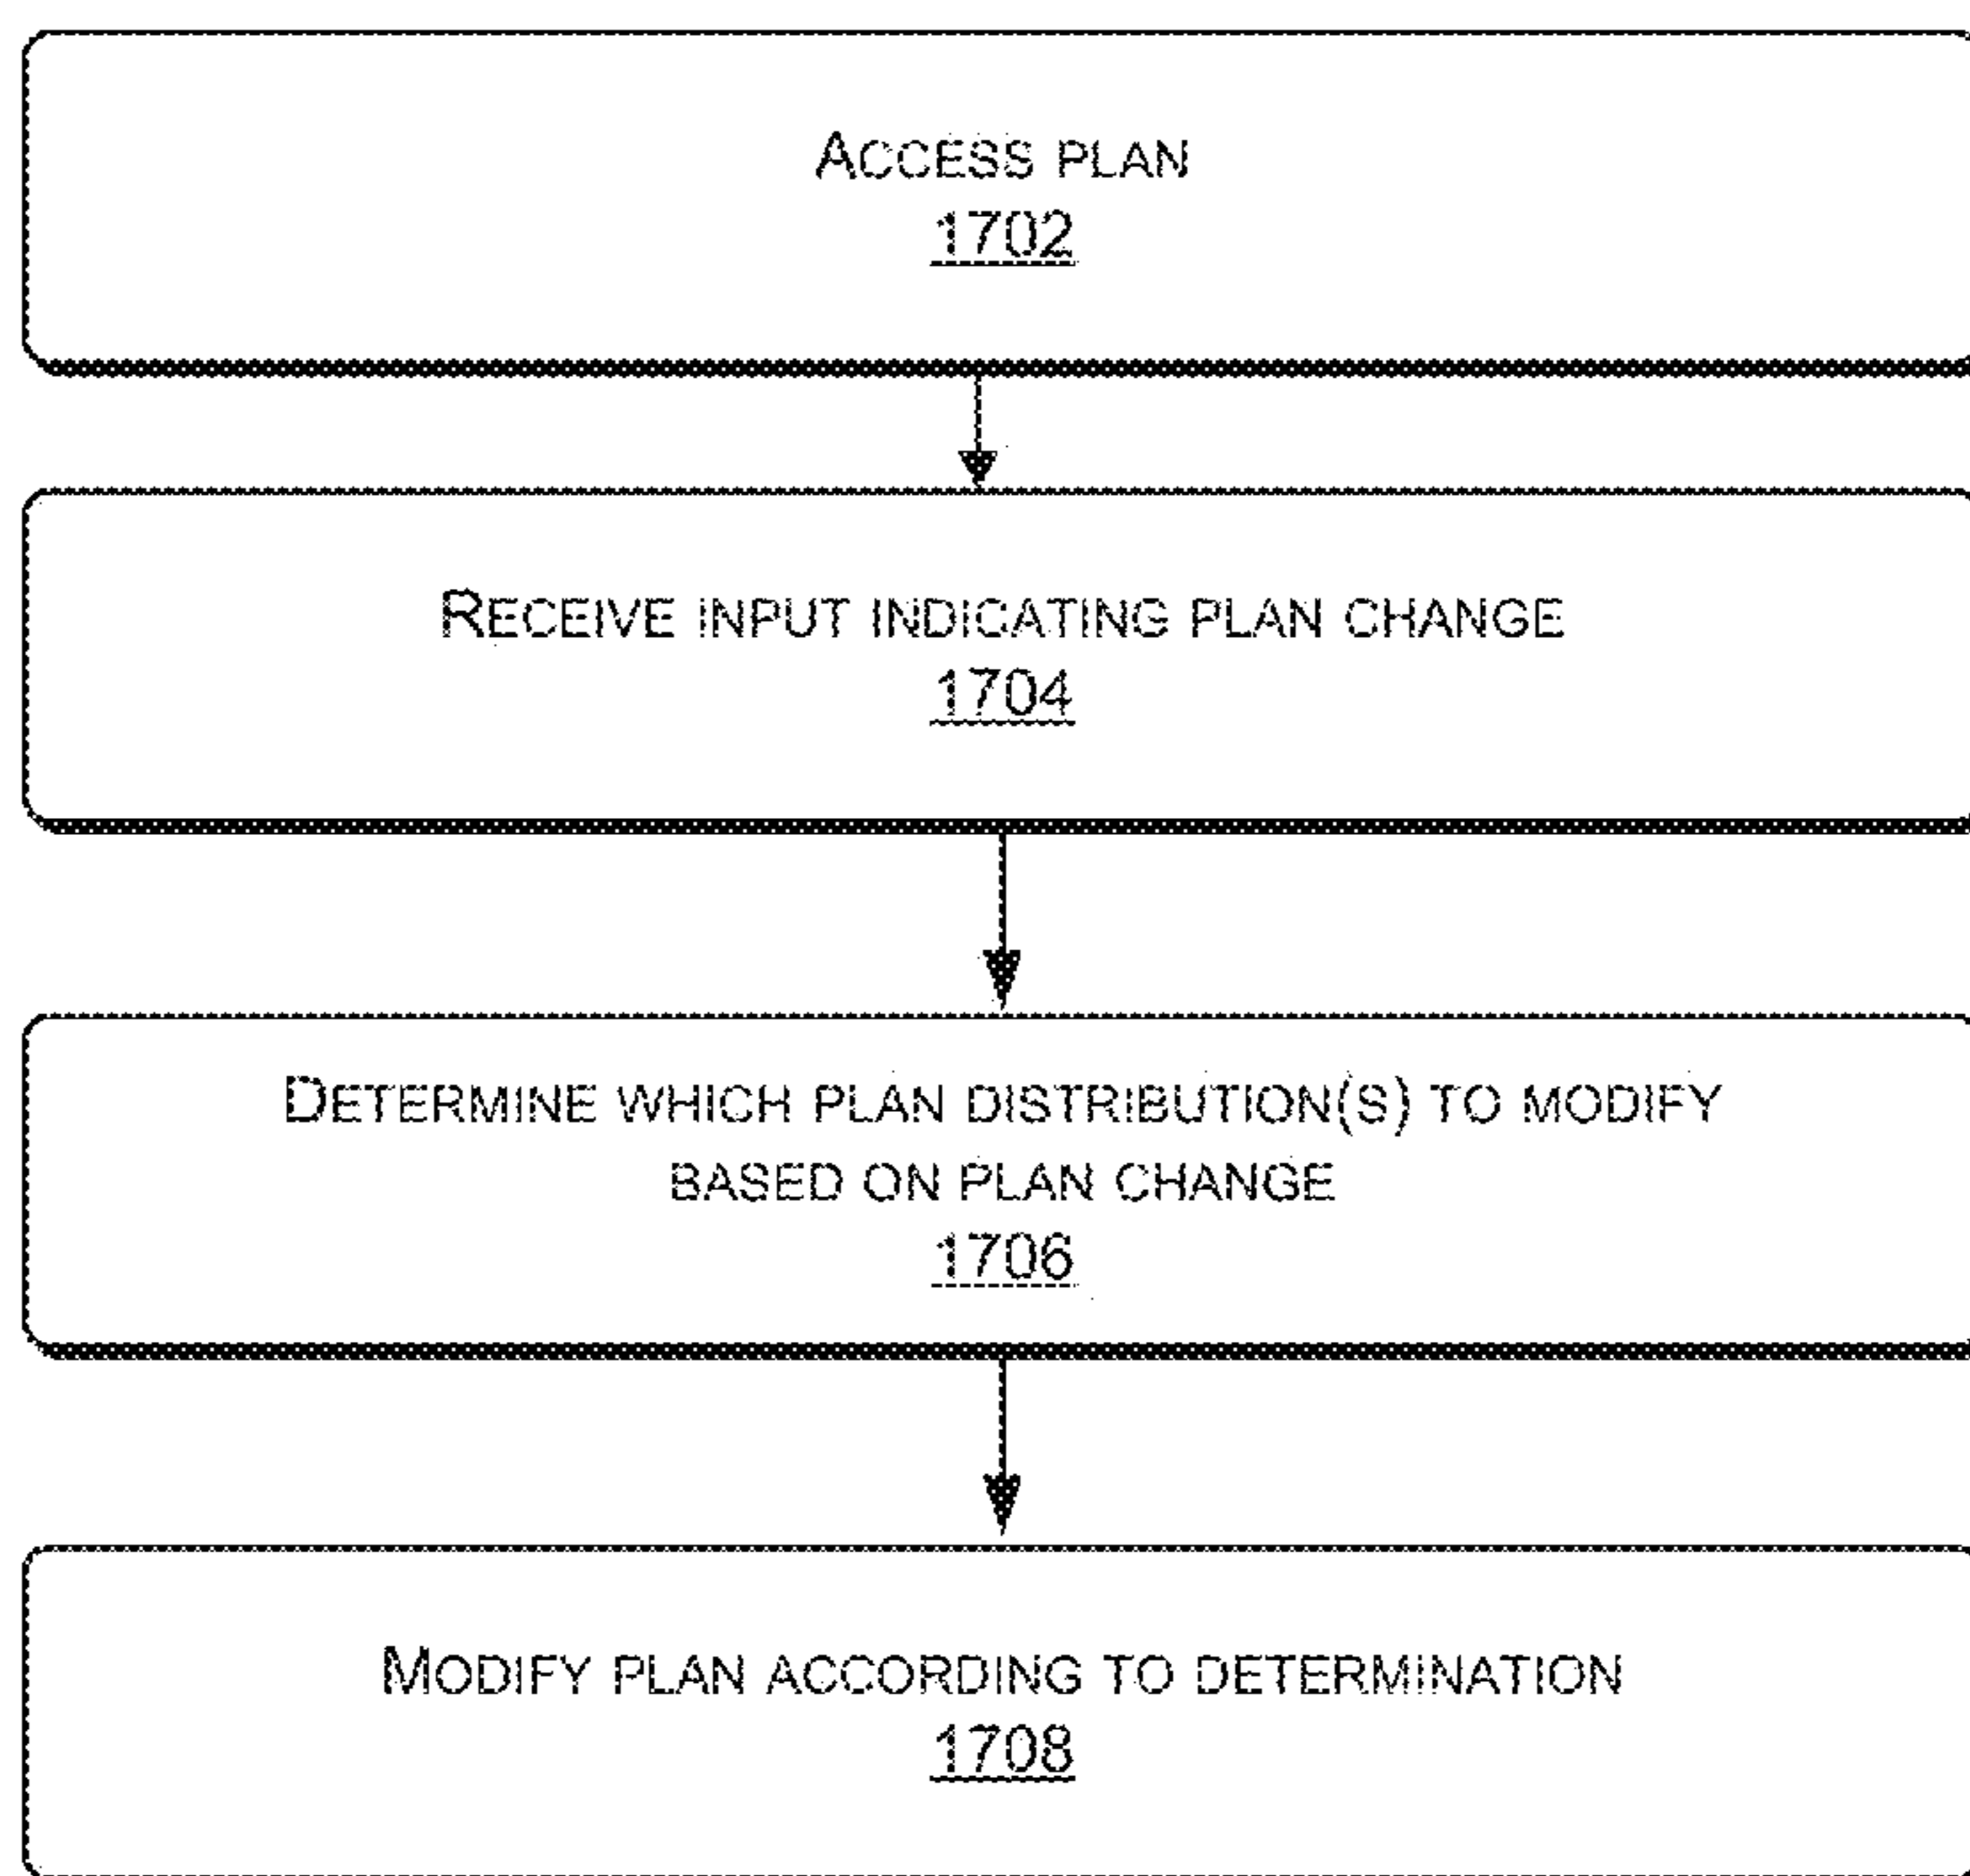 ACCESS PLAN
1702
RECEIVE INPUT INDICATING PLAN CHANGE
1704
DETERMINE WHICH PLAN DISTRIBUTION(S) TO MODIFY
BASED ON PLAN CHANGE
1706
MODIFY PLAN ACCORDING TO DETERMINATION
1708